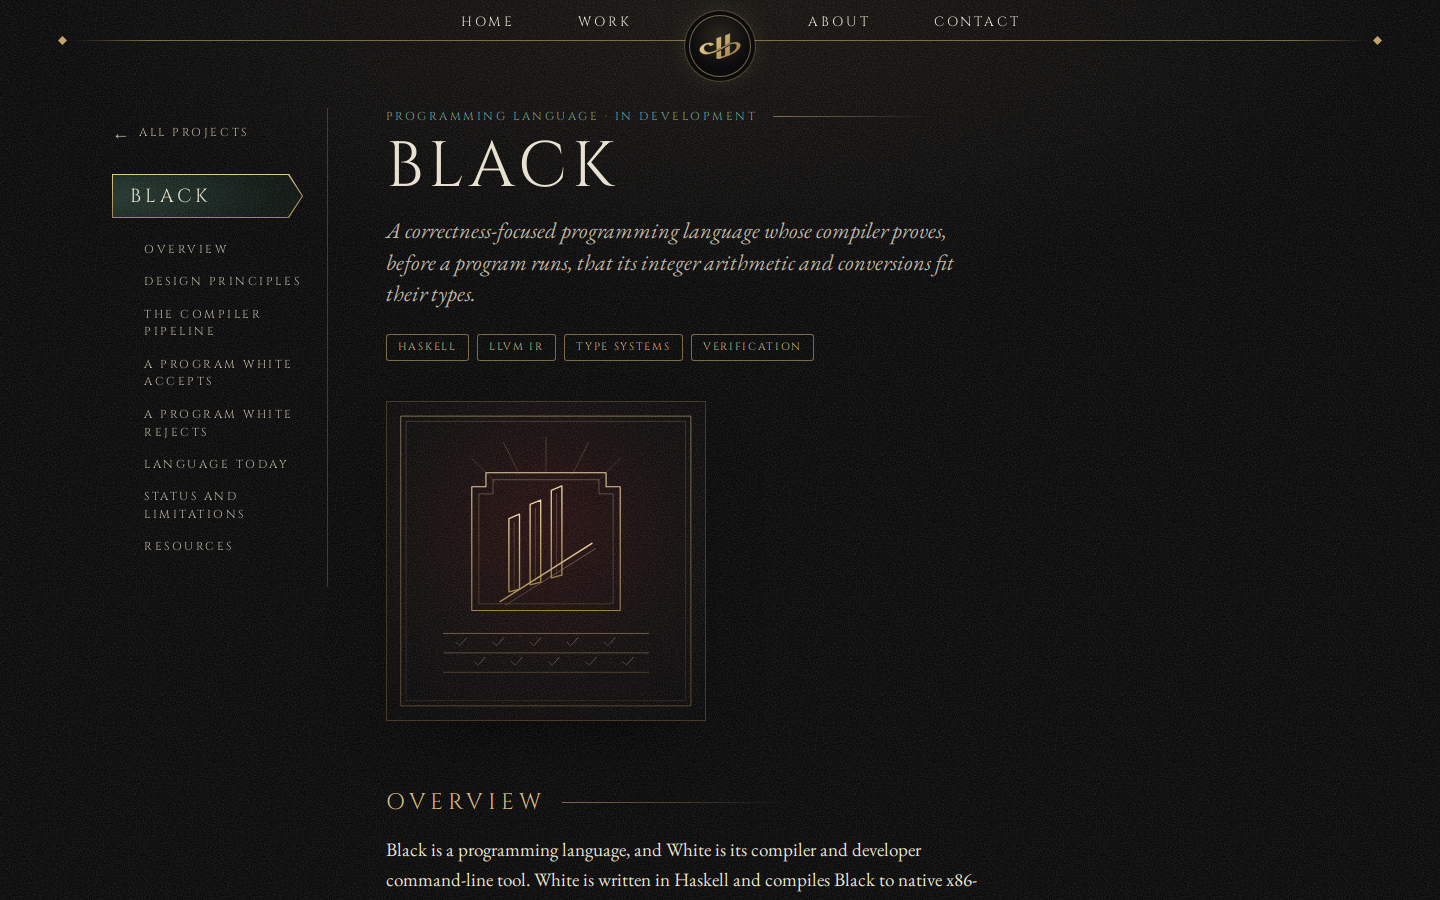 HOME WORK ABOUT CONTACT
← ALL PROJECTS
BLACK
OVERVIEW
DESIGN PRINCIPLES
THE COMPILER
PIPELINE
A PROGRAM WHITE
ACCEPTS
A PROGRAM WHITE
REJECTS
LANGUAGE TODAY
STATUS AND
LIMITATIONS
RESOURCES
PROGRAMMING LANGUAGE · IN DEVELOPMENT
BLACK
A correctness-focused programming language whose compiler proves,
before a program runs, that its integer arithmetic and conversions fit
their types.
HASKELL LLVM IR TYPE SYSTEMS VERIFICATION
OVERVIEW
Black is a programming language, and White is its compiler and developer
command-line tool. White is written in Haskell and compiles Black to native x86-